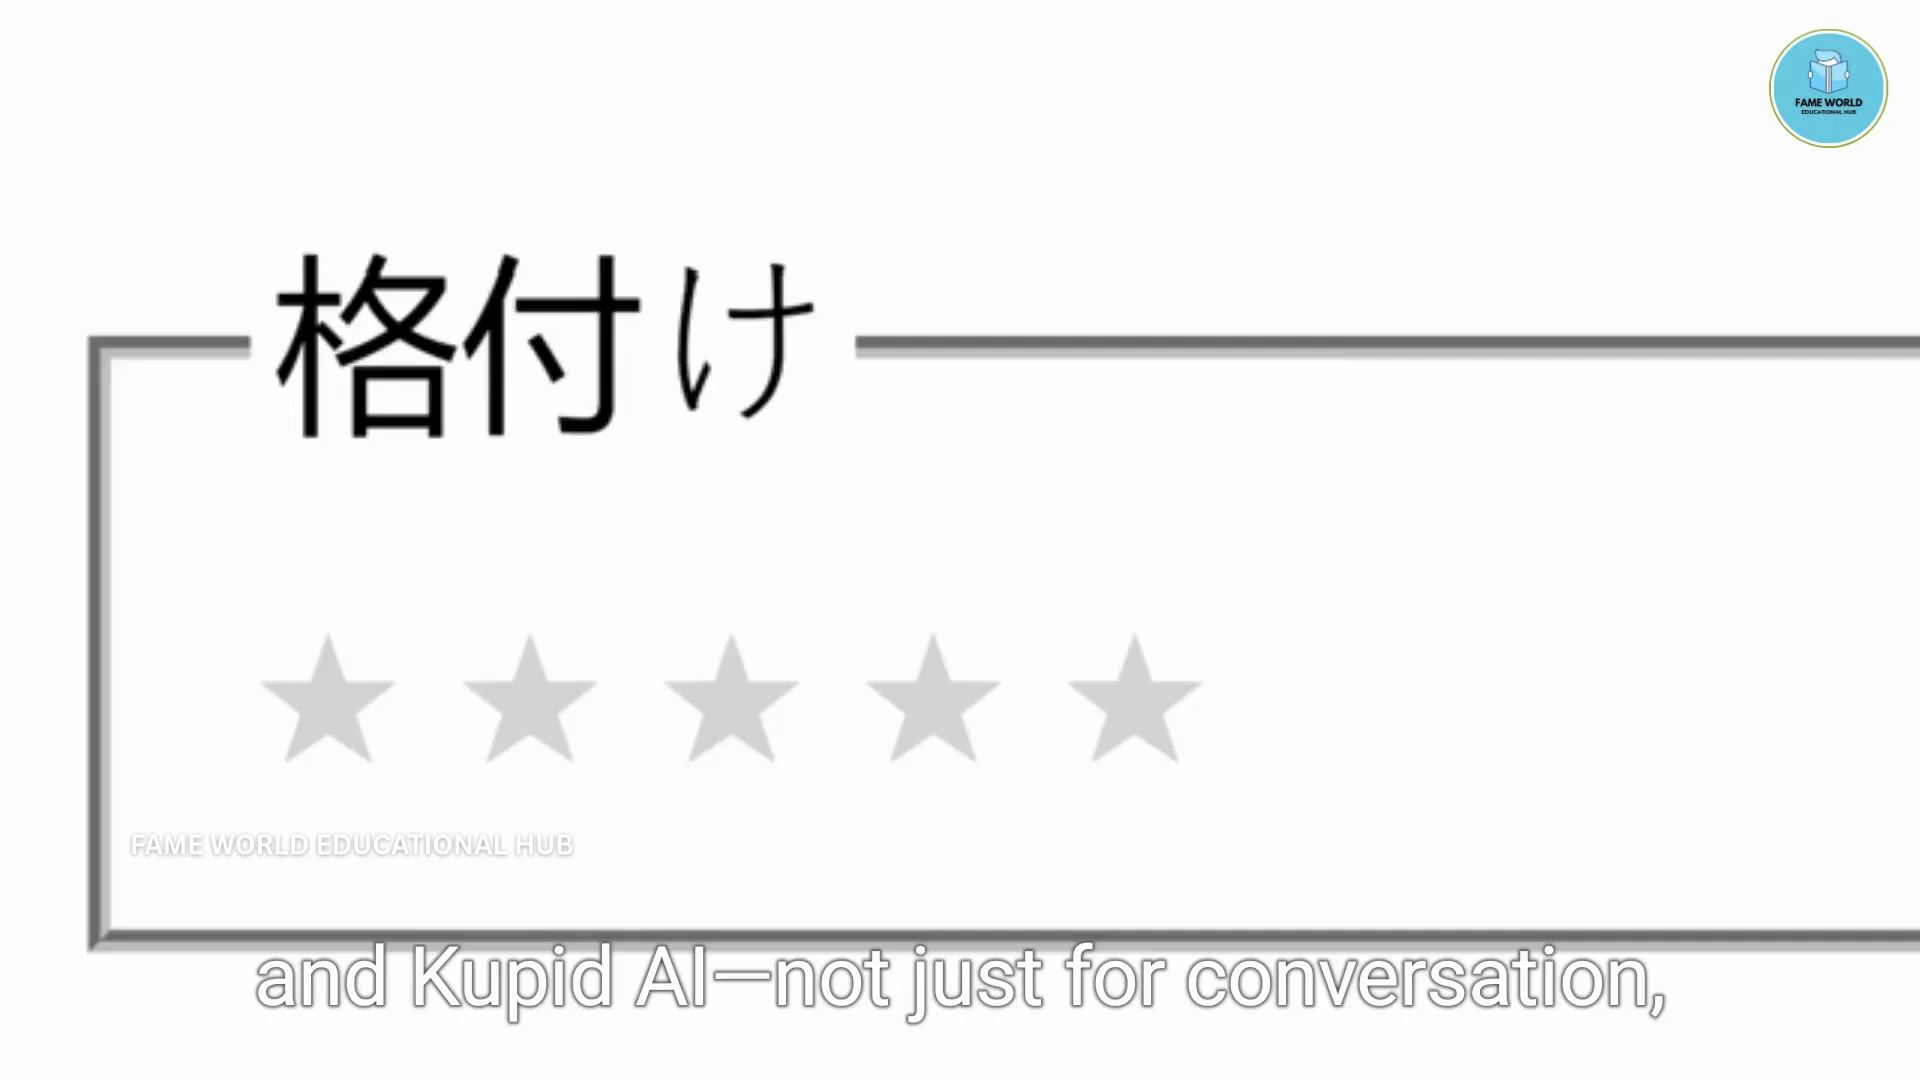 FAME WORLD
EDUCATIONAL HUB
格付け
FAME WORLD EDUCATIONAL HUB
and Kupid AI—not just for conversation,